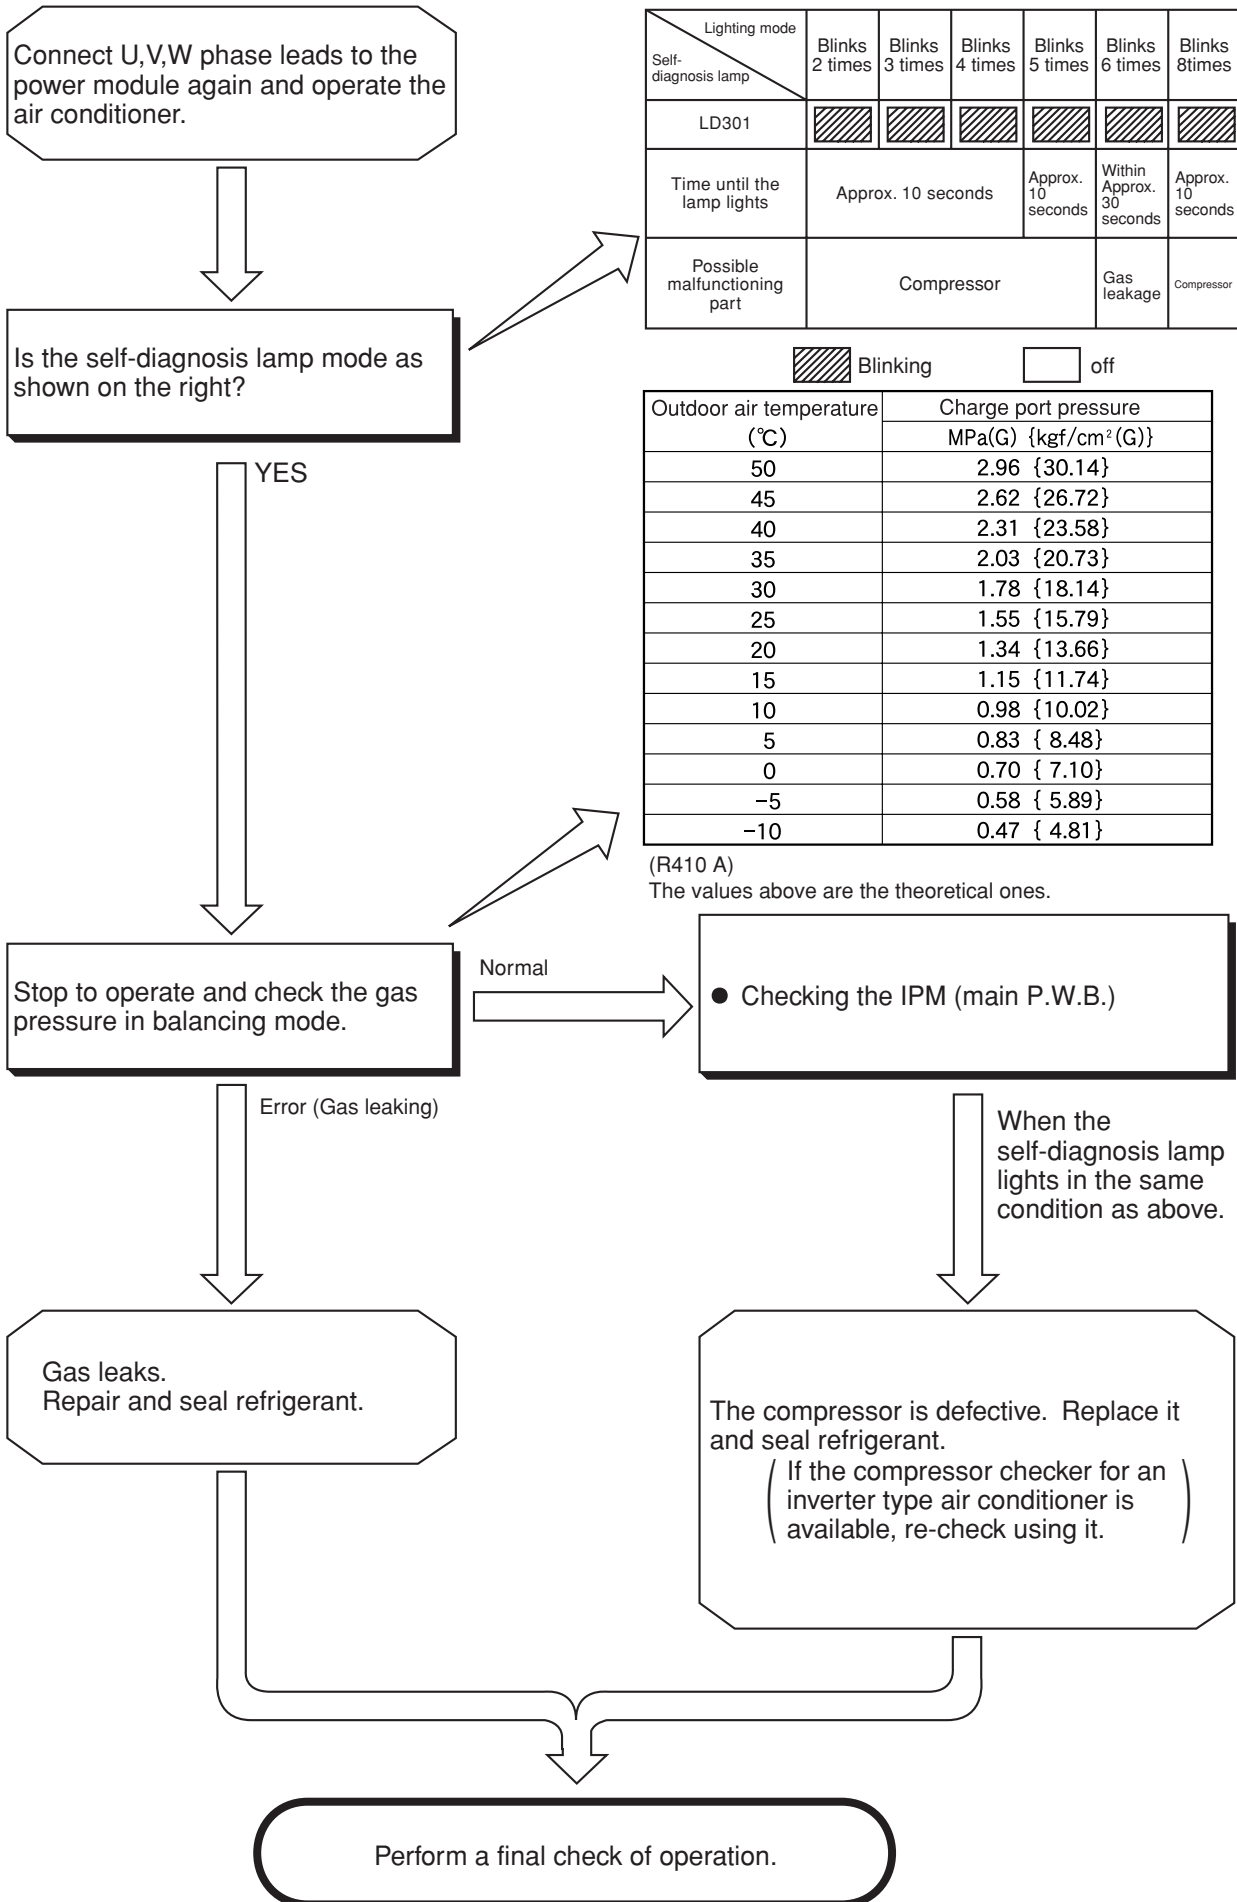 Connect U,V,W phase leads to the
power module again and operate the
air conditioner.
Lighting mode
Self-
diagnosis lamp
Blinks
2 times
Blinks
3 times
Blinks
4 times
Blinks
5 times
Blinks
6 times
Blinks
8times
LD301
Time until the
lamp lights
Approx. 10 seconds
Approx.
10
seconds
Within
Approx.
30
seconds
Approx.
10
seconds
Possible
malfunctioning
part
Compressor
Gas
leakage
Compressor
Blinking
off
Is the self-diagnosis lamp mode as
shown on the right?
YES
Outdoor air temperature
(℃)
Charge port pressure
MPa(G) {kgf/cm²(G)}
50 2.96 {30.14}
45 2.62 {26.72}
40 2.31 {23.58}
35 2.03 {20.73}
30 1.78 {18.14}
25 1.55 {15.79}
20 1.34 {13.66}
15 1.15 {11.74}
10 0.98 {10.02}
5 0.83 { 8.48}
0 0.70 { 7.10}
−5 0.58 { 5.89}
−10 0.47 { 4.81}
(R410 A)
The values above are the theoretical ones.
Stop to operate and check the gas
pressure in balancing mode.
Normal
● Checking the IPM (main P.W.B.)
Error (Gas leaking)
When the
self-diagnosis lamp
lights in the same
condition as above.
Gas leaks.
Repair and seal refrigerant.
The compressor is defective. Replace it
and seal refrigerant.
( If the compressor checker for an
inverter type air conditioner is
available, re-check using it. )
Perform a final check of operation.